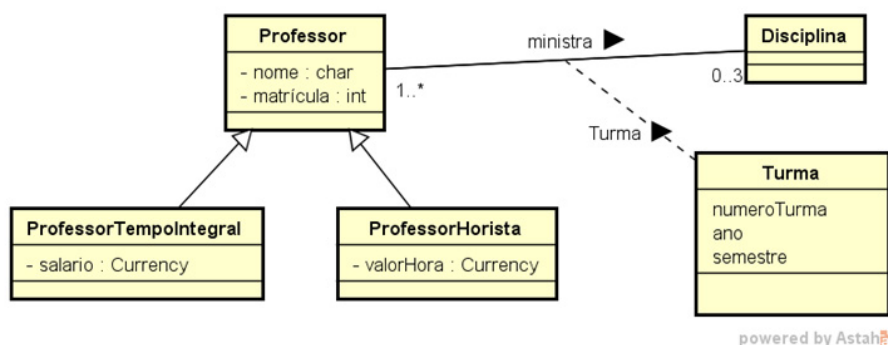 Professor
- nome : char
- matrícula : int
ministra
1..*
0..3
Disciplina
Turma
Turma
numeroTurma
ano
semestre
ProfessorTempoIntegral
- salario : Currency
ProfessorHorista
- valorHora : Currency
powered by Astah